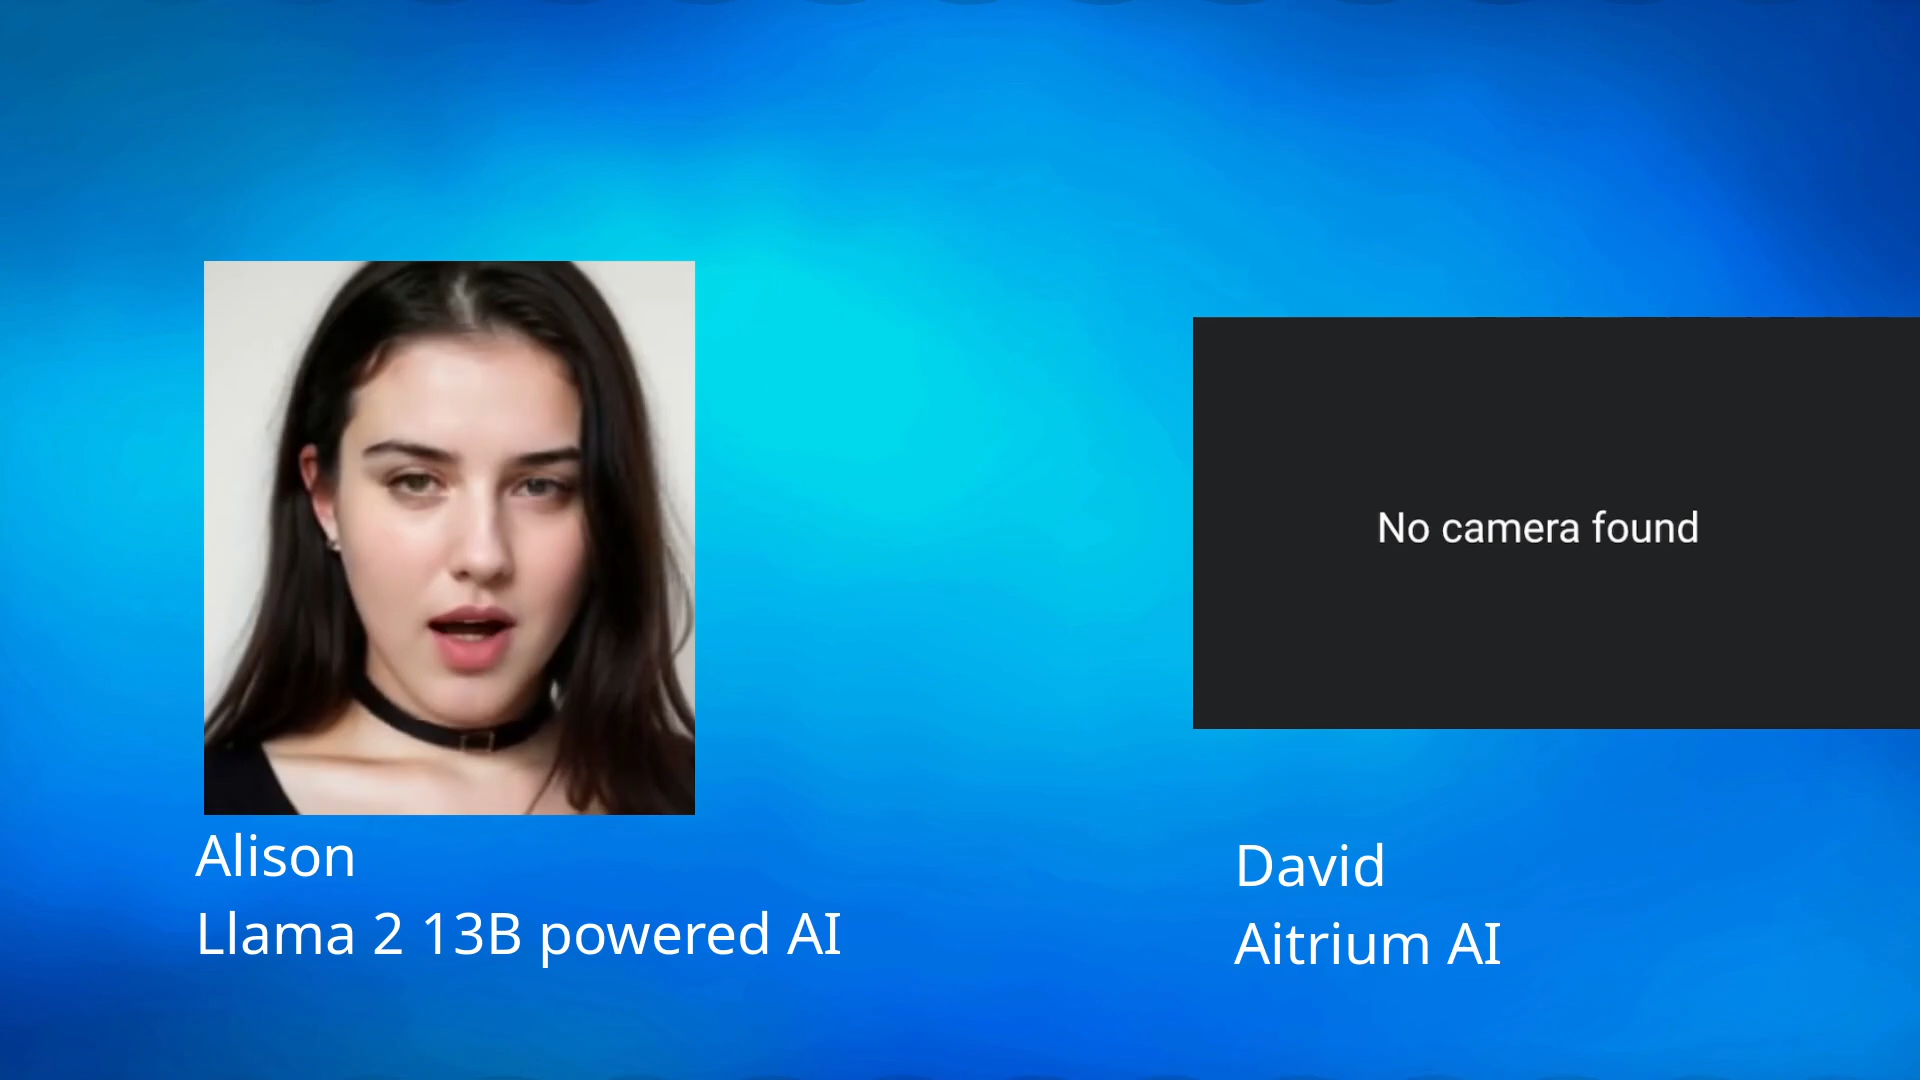 No camera found
Alison
Llama 2 13B powered AI
David
Aitrium AI